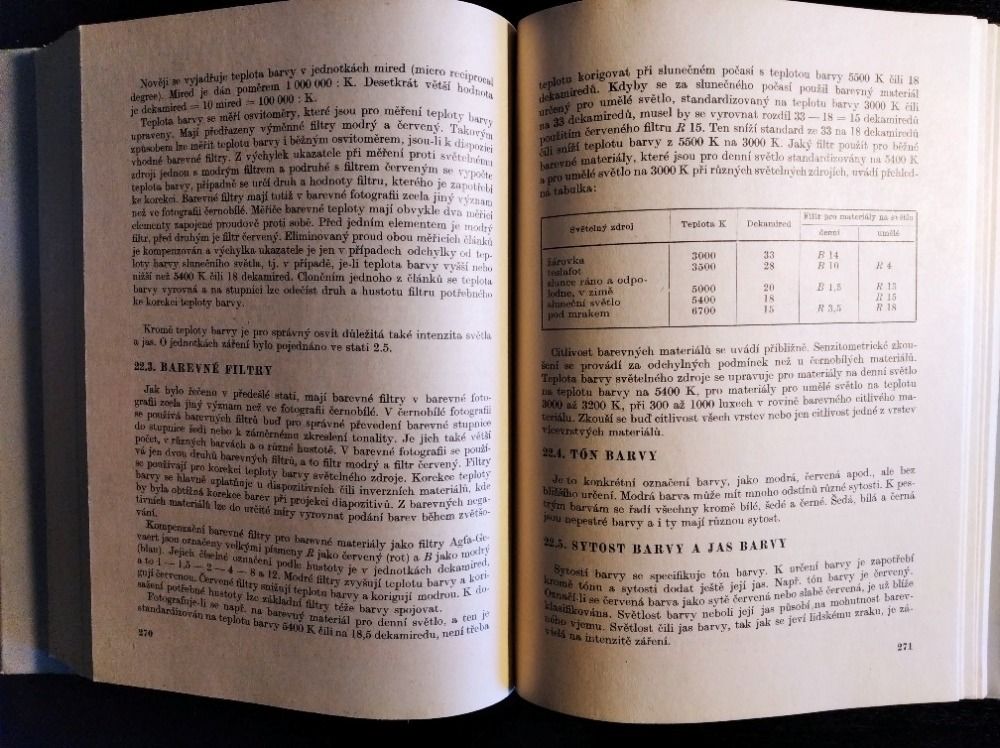 Nověji se vyjadřuje teplota barvy v jednotkách mired (micro reciprocal
degree). Mired je dán poměrem 1 000 000 : K. Desetkrát větší hodnota
je dekamired = 10 mired = 100 000 : K.
Teplota barvy se měří osvitoměry, které jsou pro měření teploty barvy
upraveny. Mají předřazeny výměnné filtry modrý a červený. Takovým
způsobem lze měřit teplotu barvy i běžným osvitoměrem, jsou-li k dispozici
vhodné barevné filtry. Z výchylek ukazatele při měření proti světelnému
zdroji jednou s modrým filtrem a podruhé s filtrem červeným se vypočte
teplota barvy, případně se určí druh a hodnoty filtru, kterého je zapotřebí
ke korekci. Barevné filtry mají totiž v barevné fotografii zcela jiný význam
než ve fotografii černobílé. Měřiče barevné teploty mají obvykle dva měřicí
elementy zapojené proudově proti sobě. Před jedním elementem je modrý
filtr, před druhým je filtr červený. Eliminovaný proud obou měřicích článků
je kompenzován a výchylka ukazatele je jen v případech odchylky od tep-
loty barvy slunečního světla, tj. v případě, je-li teplota barvy vyšší nebo
nižší než 5400 K čili 18 dekamired. Cloněním jednoho z článků se teplota
barvy vyrovná a na stupnici lze odečíst druh a hustotu filtru potřebného
ke korekci teploty barvy.
Kromě teploty barvy je pro správný osvit důležitá také intenzita světla
a jas. O jednotkách záření bylo pojednáno ve stati 2.5.
22.3. BAREVNÉ FILTRY
Jak bylo řečeno v předešlé stati, mají barevné filtry v barevné foto-
grafii zcela jiný význam než ve fotografii černobílé. V černobílé fotografii
se používá barevných filtrů buď pro správné převedení barevné stupnice
do stupnice šedi nebo k záměrnému zkreslení tonality. Je jich také větší
počet, v různých barvách a o různé hustotě. V barevné fotografii se použí-
vá jen dvou druhů barevných filtrů, a to filtr modrý a filtr červený. Filtry
se používají pro korekci teploty barvy světelného zdroje. Korekce teploty
barvy se hlavně uplatňuje u diapozitivních čili inverzních materiálů, kde
by byla obtížná korekce barev při projekci diapozitivů. Z barevných nega-
tivních materiálů lze do určité míry vyrovnat podání barev během zvětšo-
vání.
Kompenzační barevné filtry pro barevné materiály jako filtry Agfa-Ge-
vaert jsou označeny velkými písmeny R jako červený (rot) a B jako modrý
(blau). Jejich číselné označení podle hustoty je v jednotkách dekamired,
a to 1 — 1,5 — 2 — 4 — 8 a 12. Modré filtry zvyšují teplotu barvy a kori-
gují červenou. Červené filtry snižují teplotu barvy a korigují modrou. K do-
sažení potřebné hustoty lze základní filtry téže barvy spojovat.
Fotografuje-li se např. na barevný materiál pro denní světlo, a ten je
standardizován na teplotu barvy 5400 K čili na 18,5 dekamiredu, není třeba
270
teplotu korigovat při slunečném počasí s teplotou barvy 5500 K čili 18
dekamiredů. Kdyby se za slunečného počasí použil barevný materiál
určený pro umělé světlo, standardizovaný na teplotu barvy 3000 K čili
na 33 dekamiredů, musel by se vyrovnat rozdíl 33 — 18 = 15 dekamiredů
použitím červeného filtru R 15. Ten sníží standard ze 33 na 18 dekamiredů
čili sníží teplotu barvy z 5500 K na 3000 K. Jaký filtr použít pro běžné
barevné materiály, které jsou pro denní světlo standardizovány na 5400 K
a pro umělé světlo na 3000 K při různých světelných zdrojích, uvádí přehled-
ná tabulka:
Světelný zdroj Teplota K Dekamired Filtr pro materiály na světlo
denní umělé
žárovka 3000 33 B 14
teslafot 3500 28 B 10 R 4
slunce ráno a odpo-
ledne, v zimě 5000 20 B 1,5 R 13
sluneční světlo 5400 18 R 15
pod mrakem 6700 15 R 3,5 R 18
Citlivost barevných materiálů se uvádí přibližně. Senzitometrické zkou-
šení se provádí za odchylných podmínek než u černobílých materiálů.
Teplota barvy světelného zdroje se upravuje pro materiály na denní světlo
na teplotu barvy na 5400 K, pro materiály pro umělé světlo na teplotu
3000 až 3200 K, při 300 až 1000 luxech v rovině barevného citlivého ma-
teriálu. Zkouší se buď citlivost všech vrstev nebo jen citlivost jedné z vrstev
vícevrstvých materiálů.
22.4. TÓN BARVY
Je to konkrétní označení barvy, jako modrá, červená apod., ale bez
bližšího určení. Modrá barva může mít mnoho odstínů různé sytosti. K pes-
trým barvám se řadí všechny kromě bílé, šedé a černé. Šedá, bílá a černá
jsou nepestré barvy a i ty mají různou sytost.
22.5. SYTOST BARVY A JAS BARVY
Sytostí barvy se specifikuje tón barvy. K určení barvy je zapotřebí
kromě tónu a sytosti dodat ještě její jas. Např. tón barvy je červený.
Označí-li se červená barva jako sytě červená nebo slabě červená, je už blíže
klasifikována. Světlost barvy neboli její jas působí na mohutnost barev-
ného vjemu. Světlost čili jas barvy, tak jak se jeví lidskému zraku, je zá-
vislá na intenzitě záření.
271